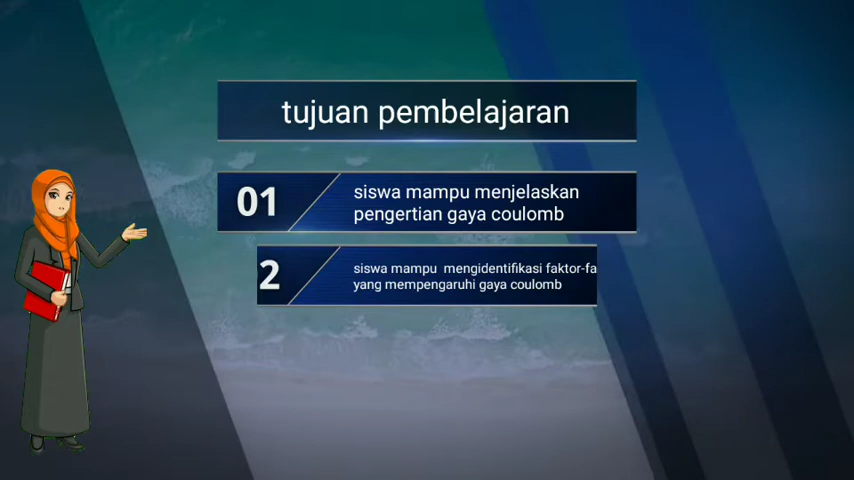 tujuan pembelajaran
01
siswa mampu menjelaskan
pengertian gaya coulomb
2
siswa mampu mengidentifikasi faktor-fa
yang mempengaruhi gaya coulomb